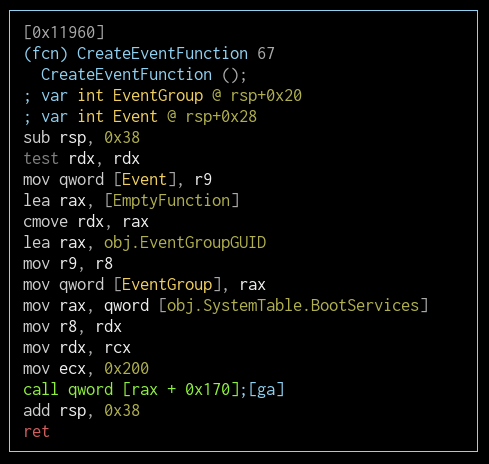 [0x11960]
(fcn) CreateEventFunction 67
CreateEventFunction ();
; var int EventGroup @ rsp+0x20
; var int Event @ rsp+0x28
sub rsp, 0x38
test rdx, rdx
mov qword [Event], r9
lea rax, [EmptyFunction]
cmove rdx, rax
lea rax, obj.EventGroupGUID
mov r9, r8
mov qword [EventGroup], rax
mov rax, qword [obj.SystemTable.BootServices]
mov r8, rdx
mov rdx, rcx
mov ecx, 0x200
call qword [rax + 0x170];[ga]
add rsp, 0x38
ret